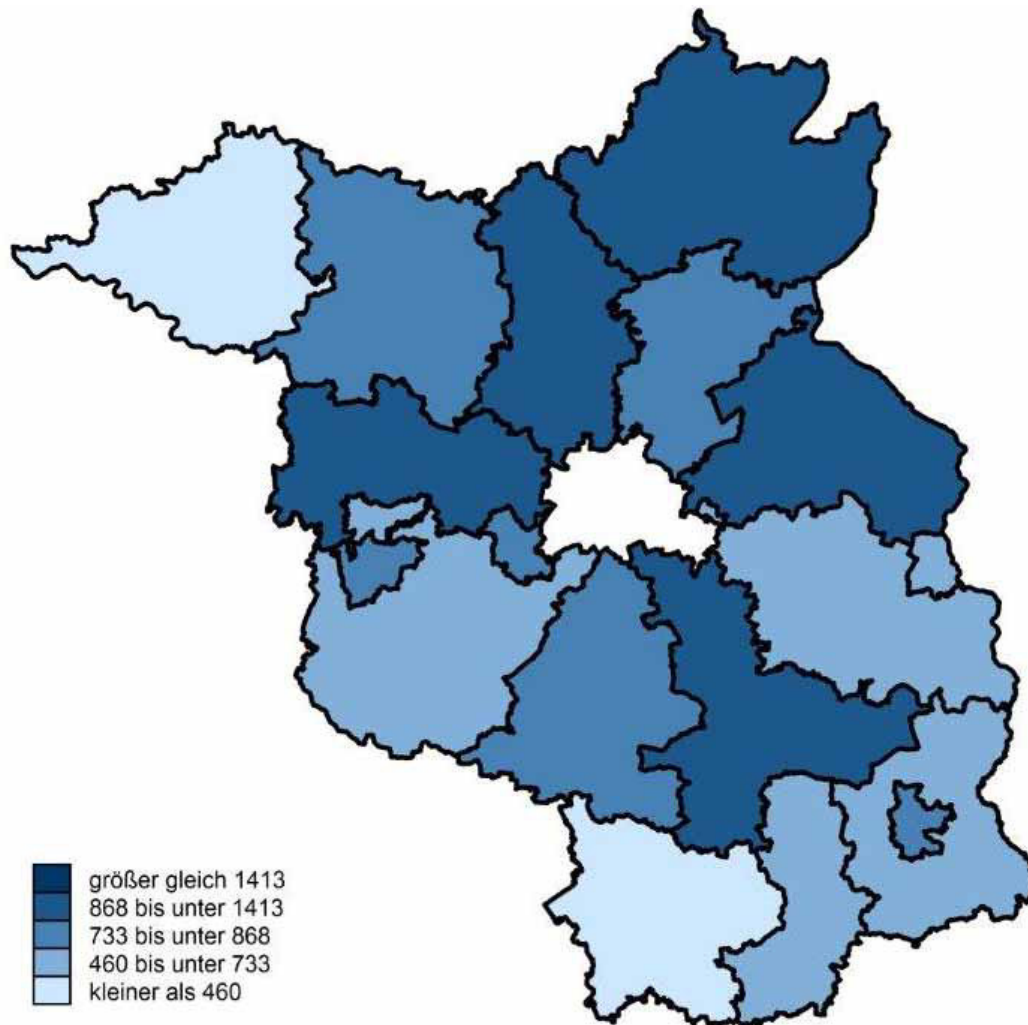 größer gleich 1413
868 bis unter 1413
733 bis unter 868
460 bis unter 733
kleiner als 460